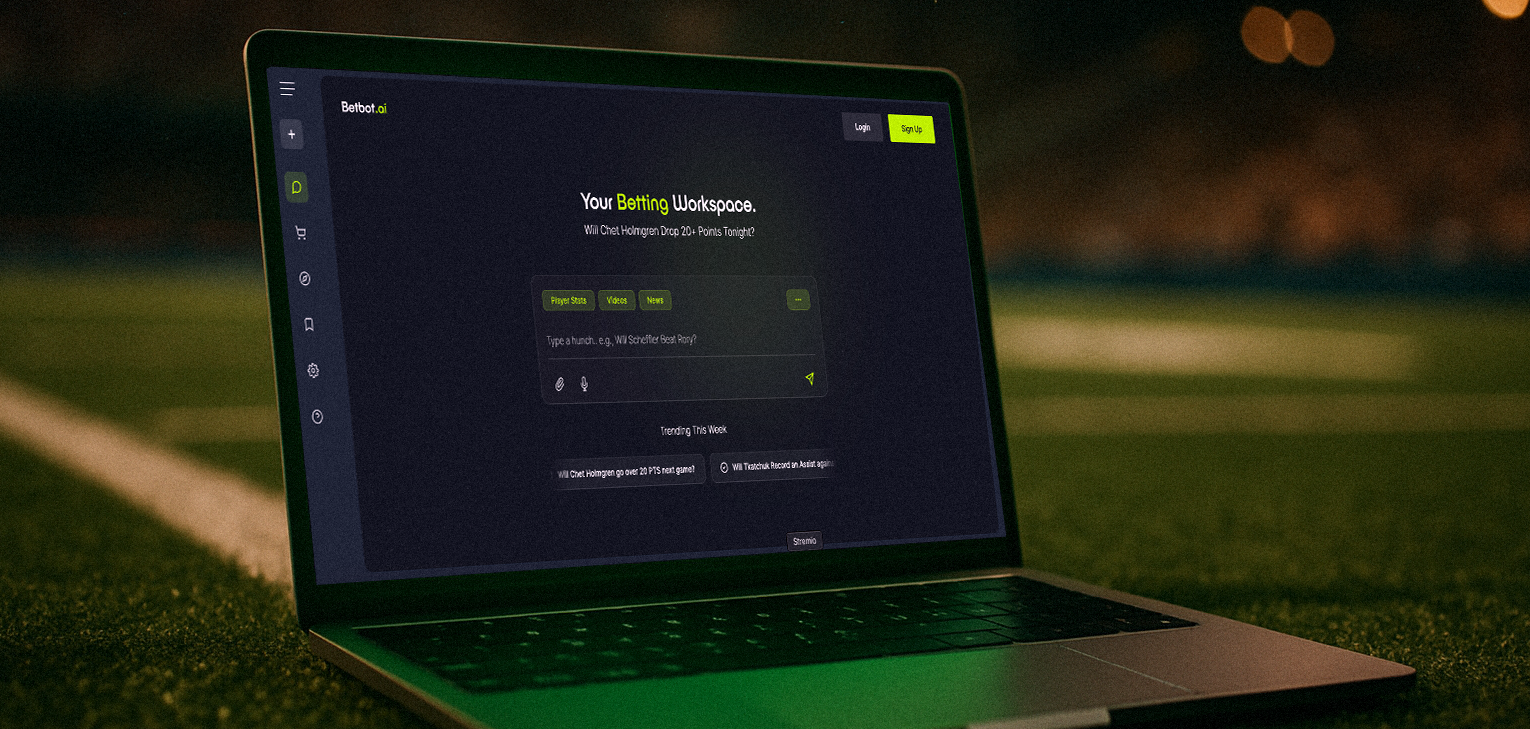 Betbot.ai
Login
Sign Up
Your Betting Workspace.
Will Chet Holmgren Drop 20+ Points Tonight?
Player Stats
Videos
News
Type a hunch.. e.g., Will Scheffler Beat Rory?
Trending This Week
Will Chet Holmgren go over 20 PTS next game?
Will Tkatchuk Record an Assist again
Stremio